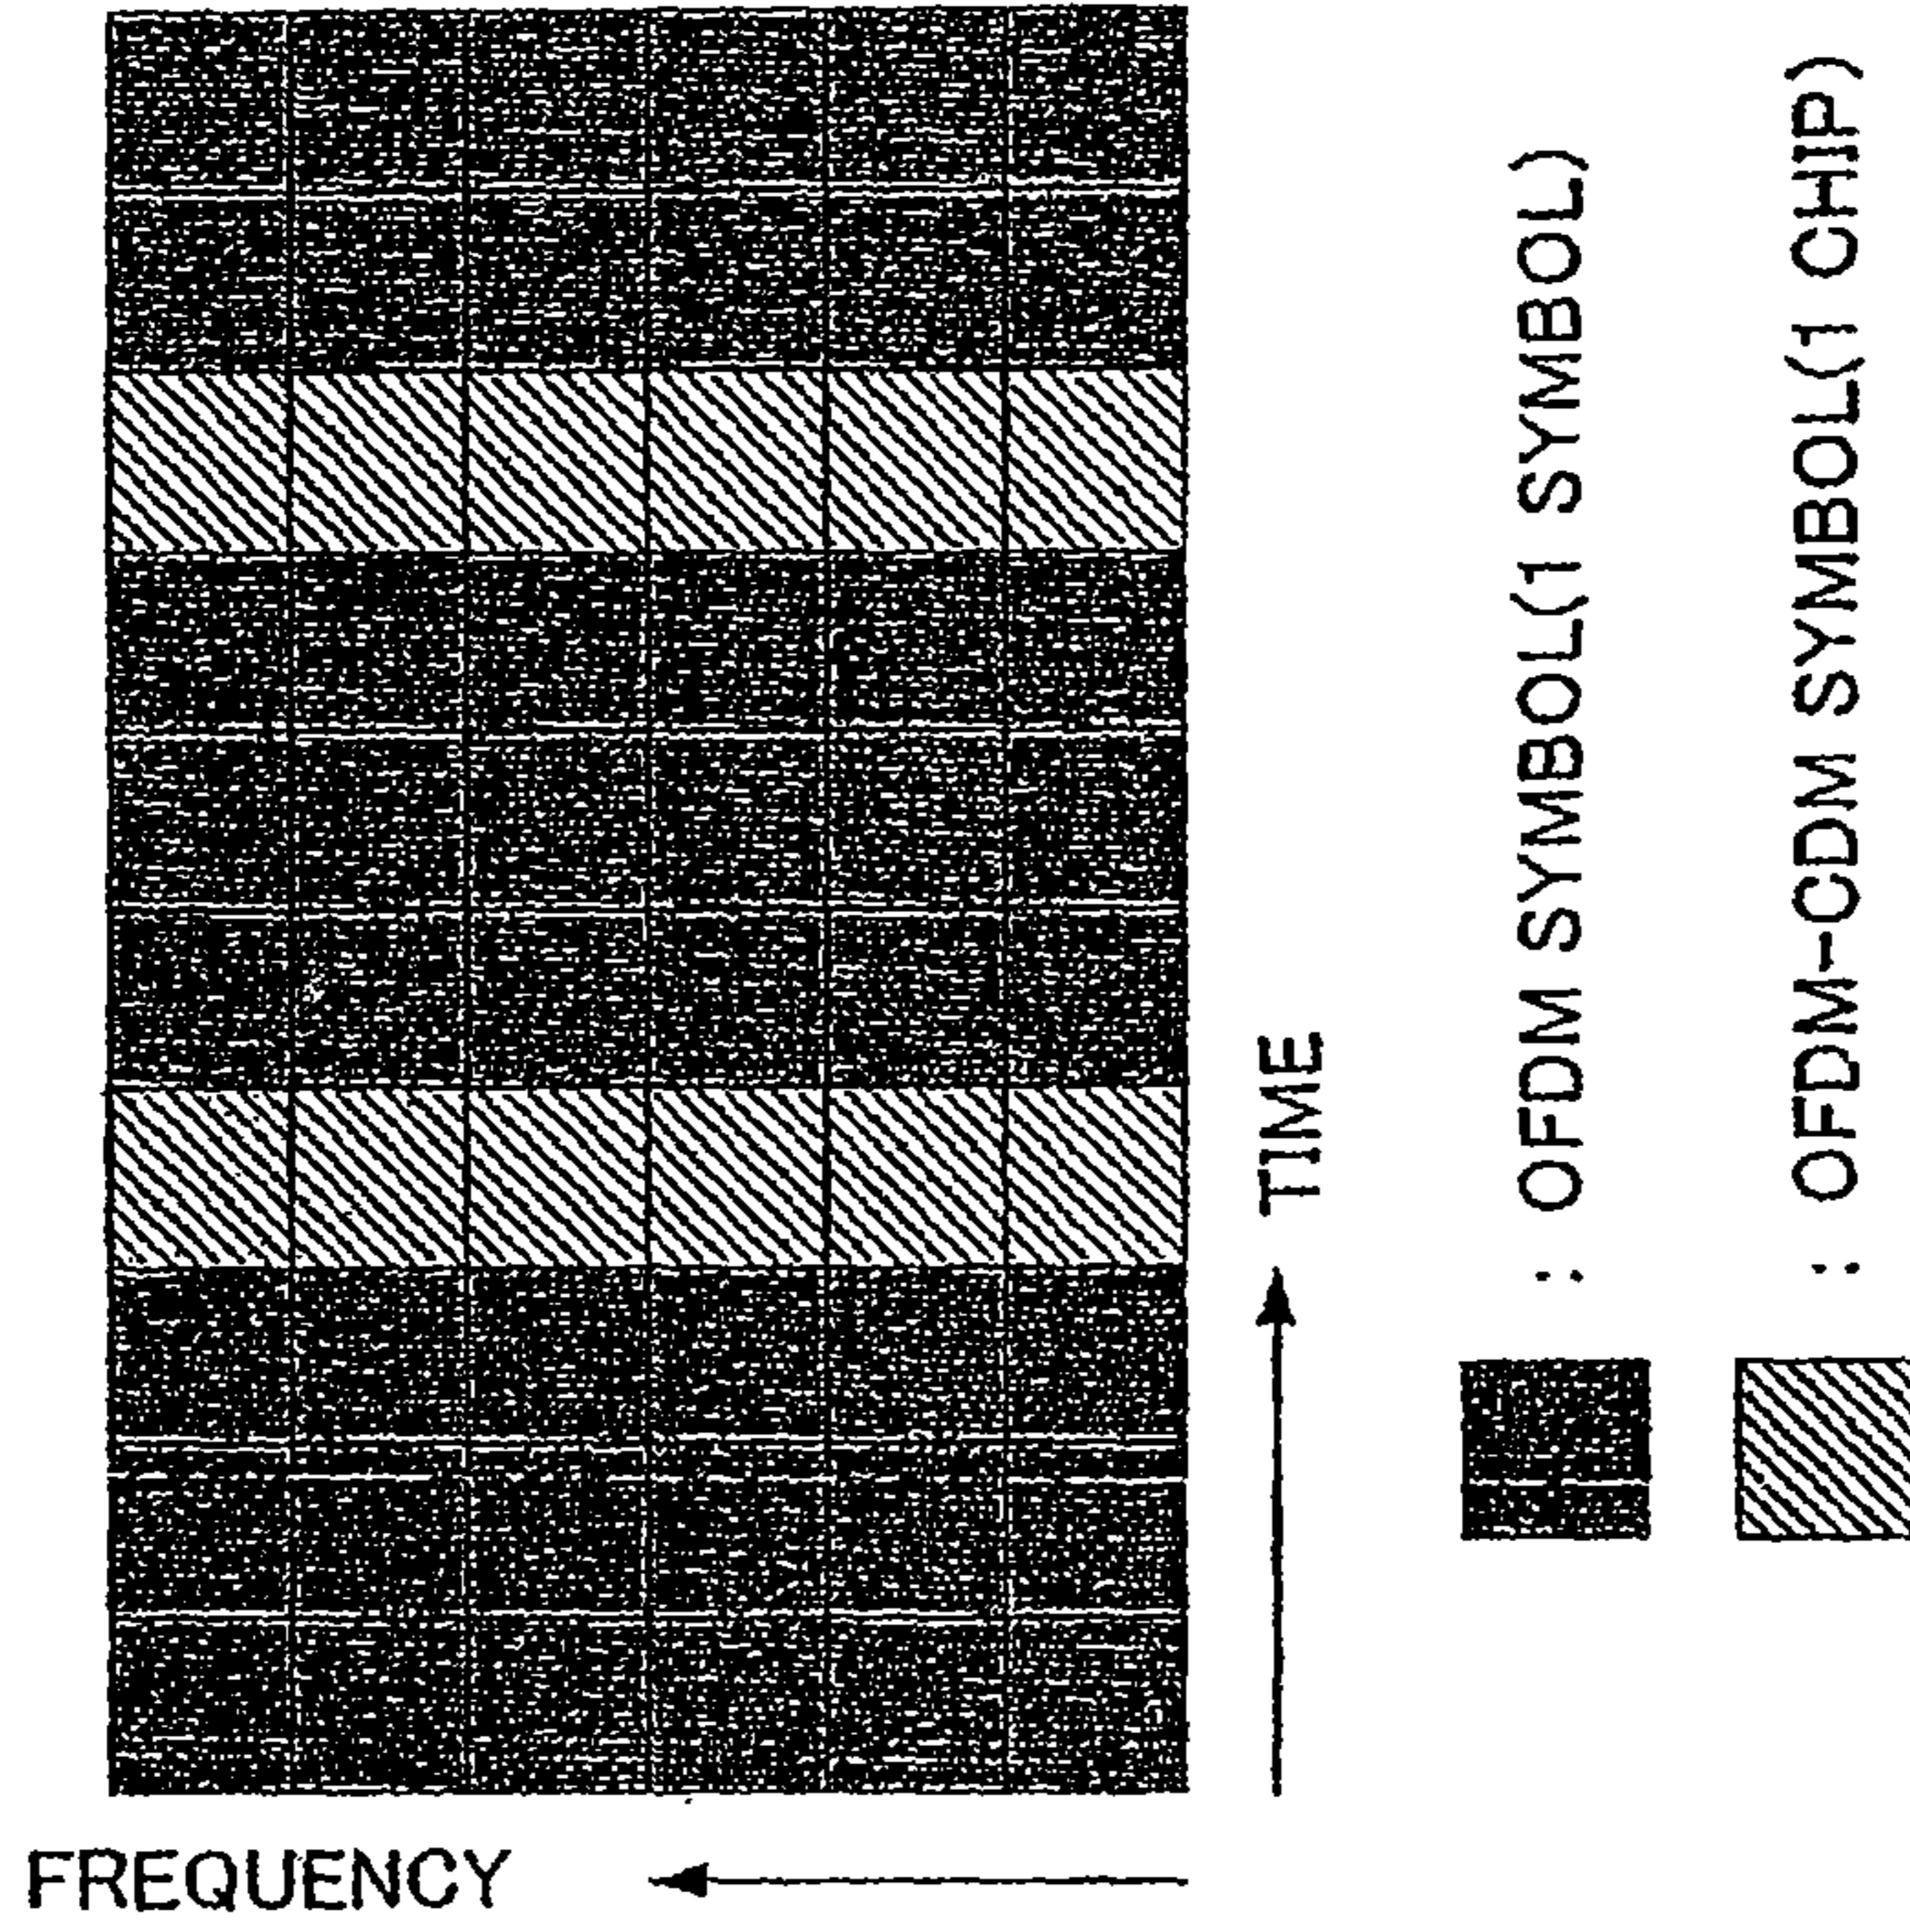 FREQUENCY
TIME
: OFDM SYMBOL(1 SYMBOL)
: OFDM-CDM SYMBOL(1 CHIP)